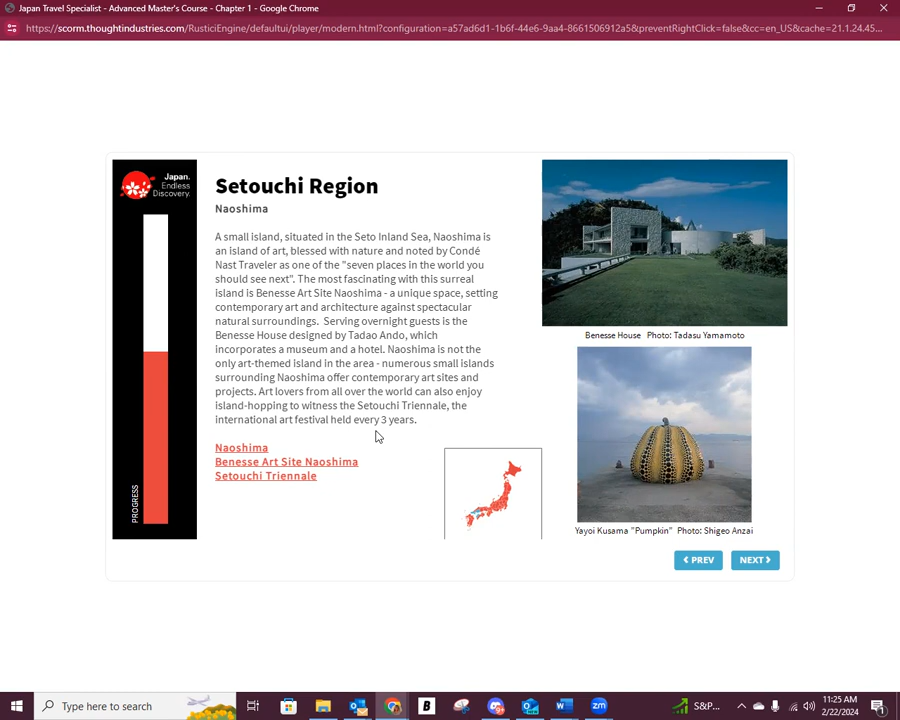 Japan Travel Specialist - Advanced Master's Course - Chapter 1 - Google Chrome
https://scorm.thoughtindustries.com/RusticiEngine/defaultui/player/modern.html?configuration=a57ad6d1-1b6f-44e6-9aa4-8661506912a5&preventRightClick=false&cc=en_US&cache=21.1.24.45...
Japan.
Endless
Discovery.
PROGRESS
Setouchi Region
Naoshima
A small island, situated in the Seto Inland Sea, Naoshima is
an island of art, blessed with nature and noted by Condé
Nast Traveler as one of the "seven places in the world you
should see next". The most fascinating with this surreal
island is Benesse Art Site Naoshima - a unique space, setting
contemporary art and architecture against spectacular
natural surroundings.  Serving overnight guests is the
Benesse House designed by Tadao Ando, which
incorporates a museum and a hotel. Naoshima is not the
only art-themed island in the area - numerous small islands
surrounding Naoshima offer contemporary art sites and
projects. Art lovers from all over the world can also enjoy
island-hopping to witness the Setouchi Triennale, the
international art festival held every 3 years.
Naoshima
Benesse Art Site Naoshima
Setouchi Triennale
Benesse House   Photo: Tadasu Yamamoto
Yayoi Kusama "Pumpkin"  Photo: Shigeo Anzai
PREV
NEXT
Type here to search
B
S&P...
11:25 AM
2/22/2024